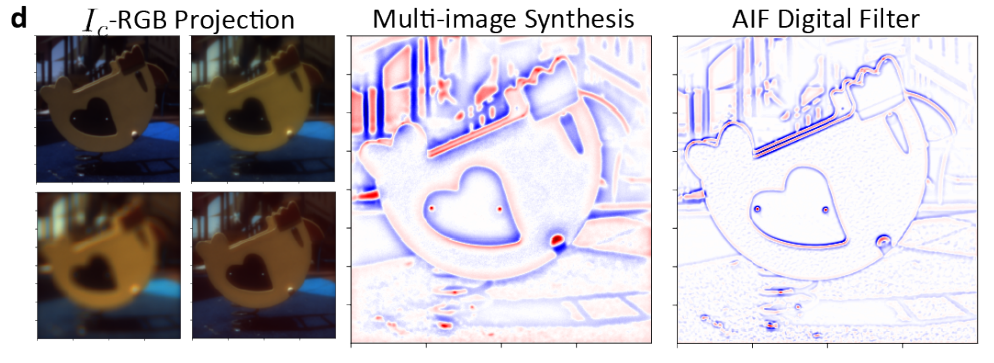 d
I_c-RGB Projection
Multi-image Synthesis
AIF Digital Filter